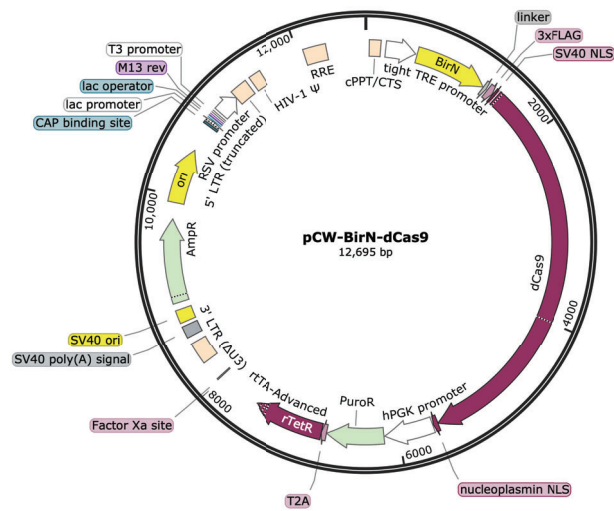 linker
3xFLAG
SV40 NLS
BirN
tight TRE promoter
cPPT/CTS
RRE
HIV-1 Ψ
12,000
T3 promoter
M13 rev
lac operator
lac promoter
CAP binding site
RSV promoter
5' LTR (truncated)
2000
ori
10,000
AmpR
pCW-BirN-dCas9
12,695 bp
dCas9
4000
SV40 ori
SV40 poly(A) signal
3' LTR (ΔU3)
Factor Xa site
8000
rtTA-Advanced
rTetR
T2A
PuroR
hPGK promoter
6000
nucleoplasmin NLS